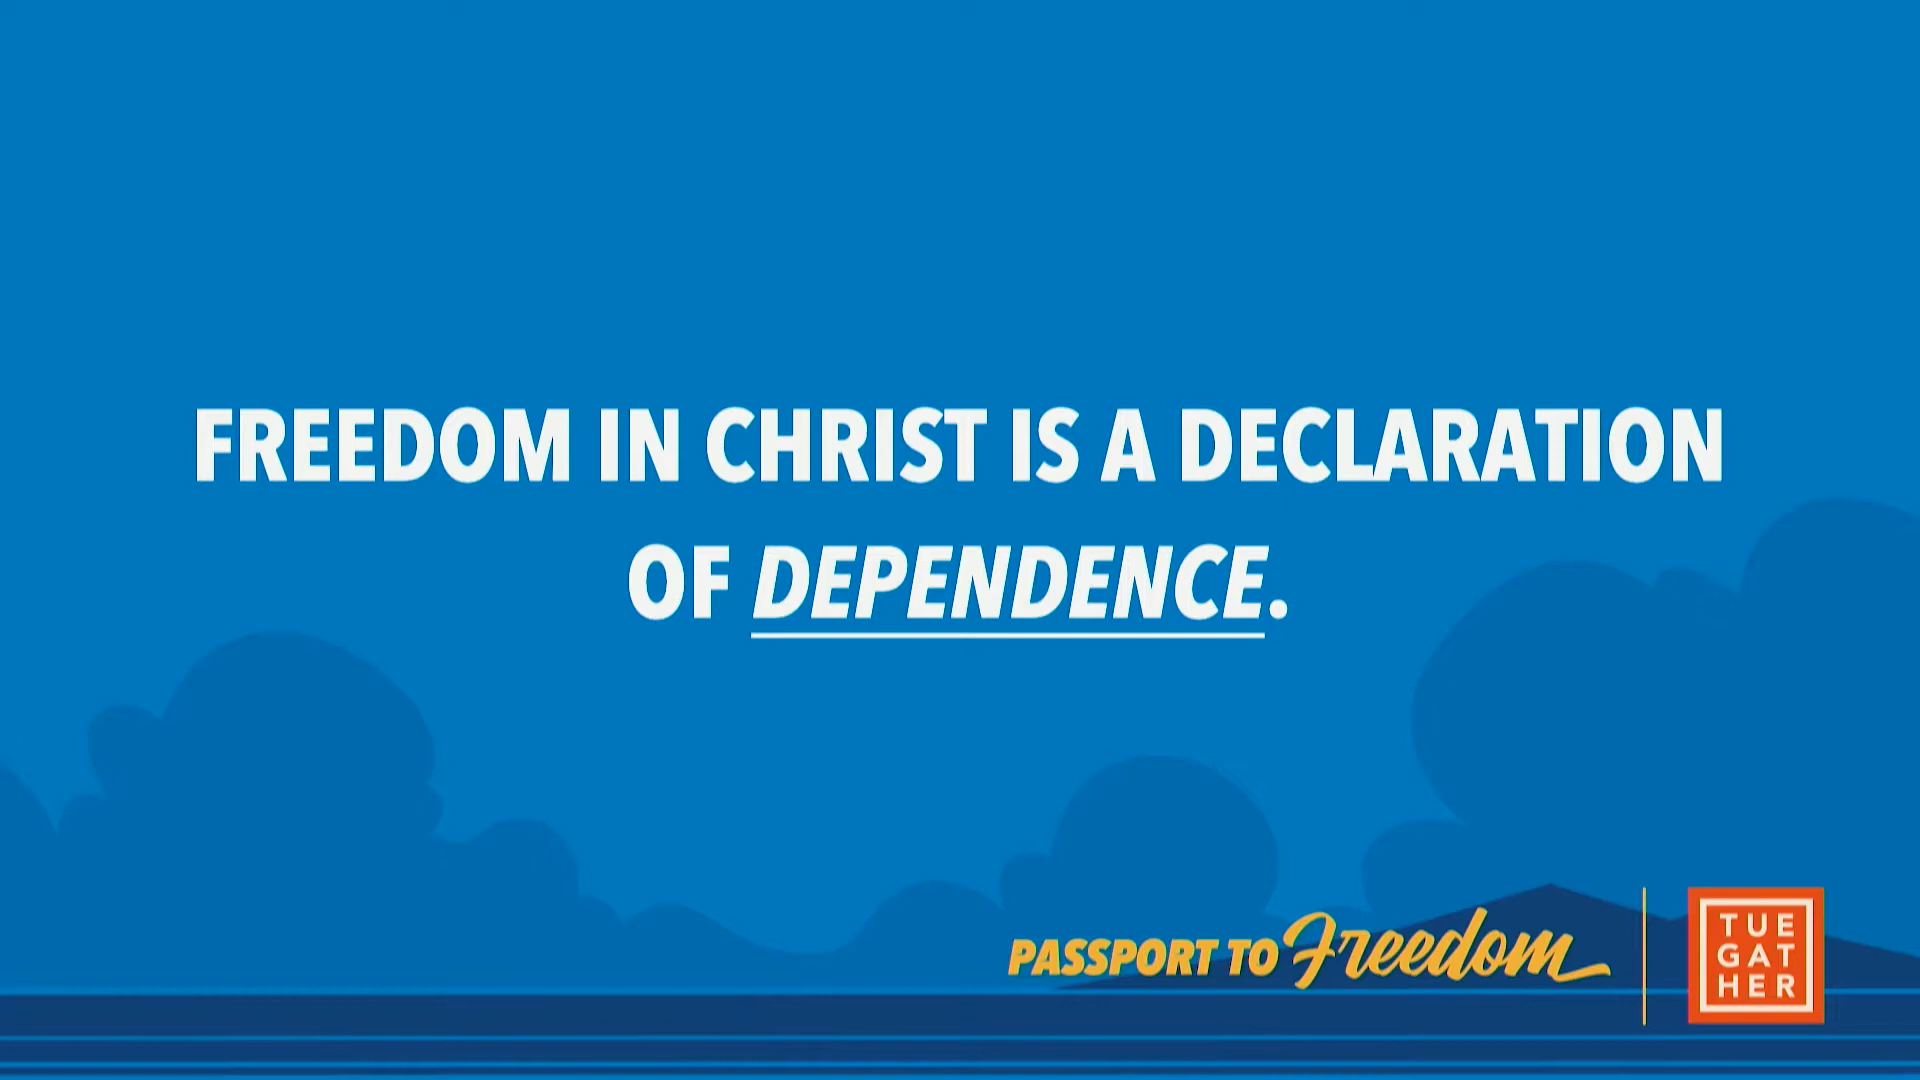 FREEDOM IN CHRIST IS A DECLARATION
OF DEPENDENCE.
PASSPORT TO Freedom
TUE
GAT
HER